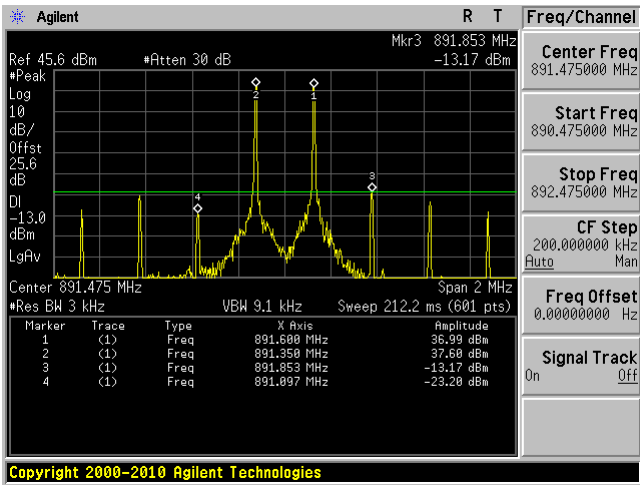 Agilent R T Freq/Channel
Mkr3 891.853 MHz
Ref 45.6 dBm #Atten 30 dB -13.17 dBm
#Peak
Log
10
dB/
Offst
25.6
dB
DI
-13.0
dBm
LgAv
2
1
3
4
Center 891.475 MHz Span 2 MHz
#Res BW 3 kHz VBW 9.1 kHz Sweep 212.2 ms (601 pts)
Marker Trace Type X Axis Amplitude
1 (1) Freq 891.600 MHz 36.99 dBm
2 (1) Freq 891.350 MHz 37.60 dBm
3 (1) Freq 891.853 MHz -13.17 dBm
4 (1) Freq 891.097 MHz -23.20 dBm
Center Freq
891.475000 MHz
Start Freq
890.475000 MHz
Stop Freq
892.475000 MHz
CF Step
200.000000 kHz
Auto Man
Freq Offset
0.00000000 Hz
Signal Track
On Off
Copyright 2000-2010 Agilent Technologies